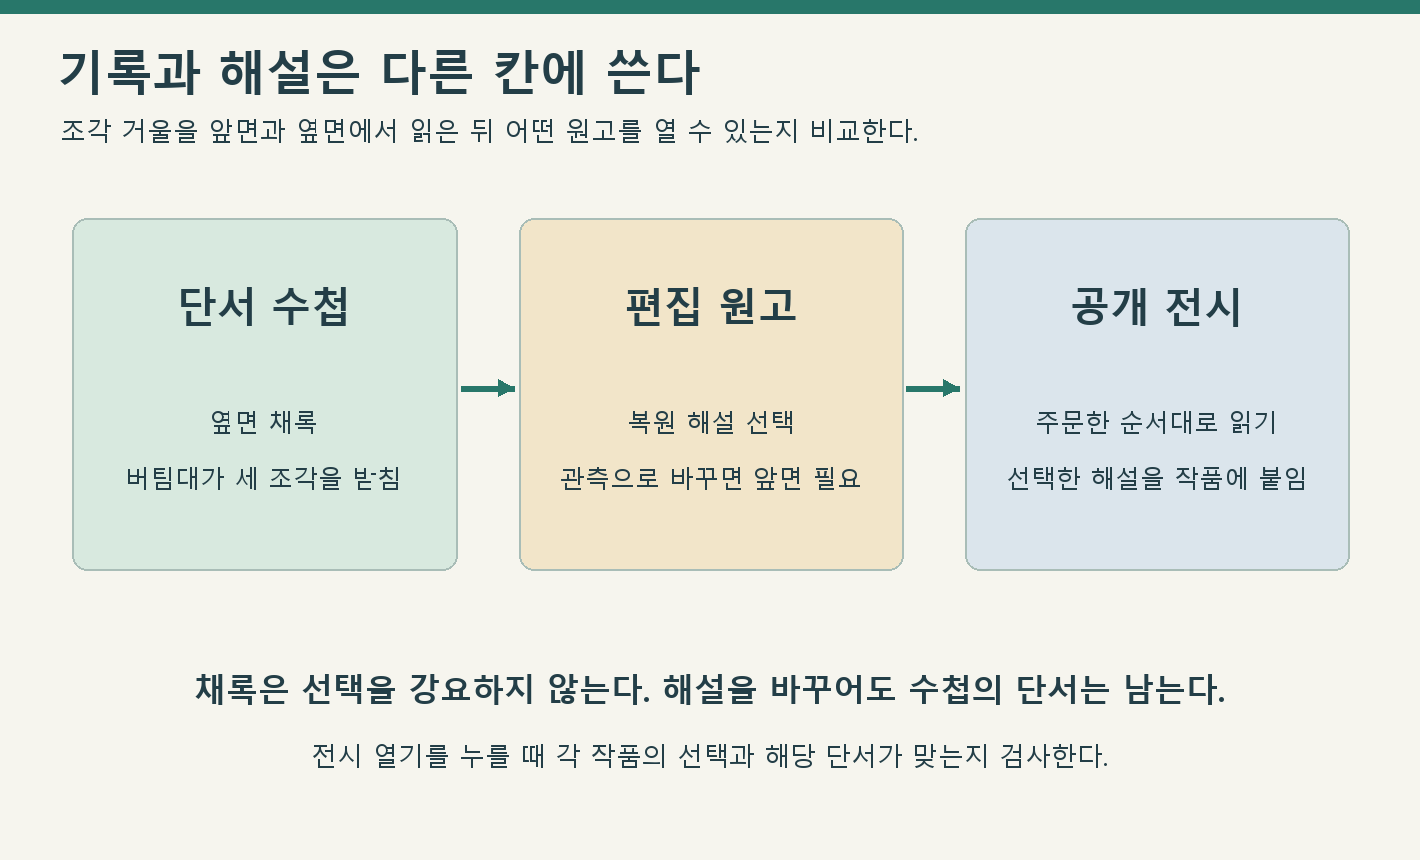 기록과 해설은 다른 칸에 쓴다
조각 거울을 앞면과 옆면에서 읽은 뒤 어떤 원고를 열 수 있는지 비교한다.
단서 수첩
옆면 채록
버팀대가 세 조각을 받침
편집 원고
복원 해설 선택
관측으로 바꾸면 앞면 필요
공개 전시
주문한 순서대로 읽기
선택한 해설을 작품에 붙임
채록은 선택을 강요하지 않는다. 해설을 바꾸어도 수첩의 단서는 남는다.
전시 열기를 누를 때 각 작품의 선택과 해당 단서가 맞는지 검사한다.